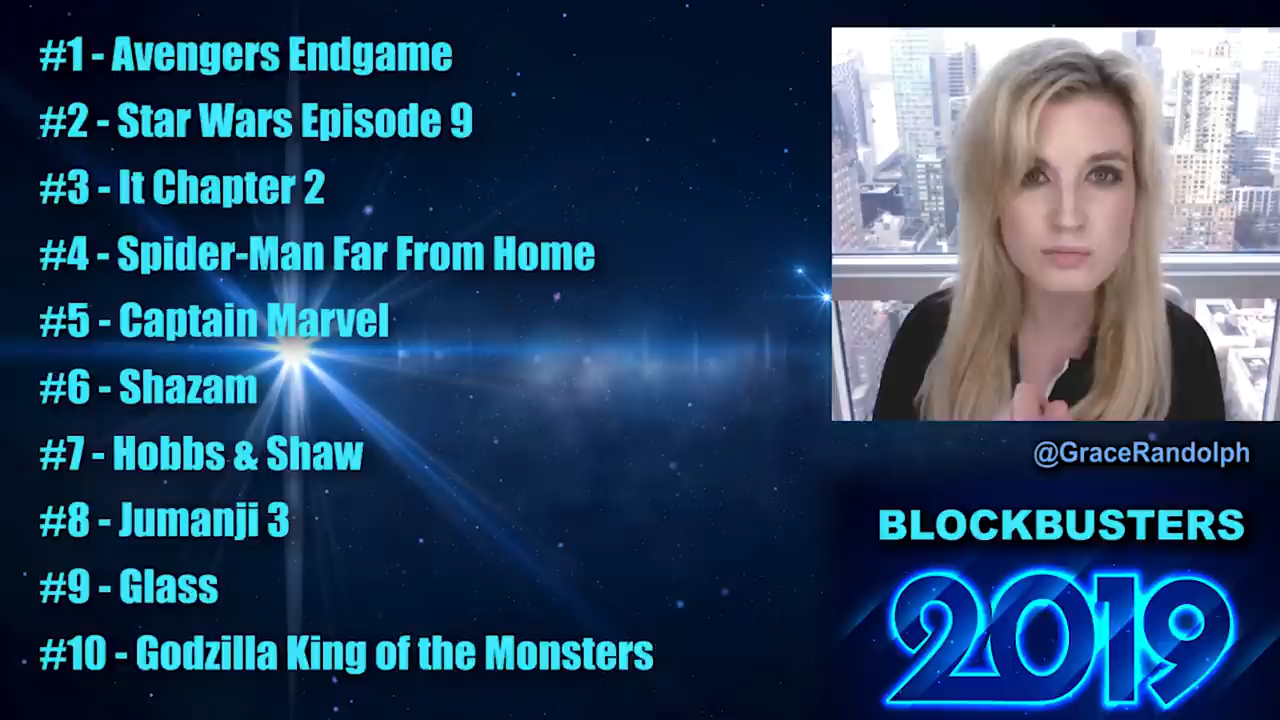 #1 - Avengers Endgame
#2 - Star Wars Episode 9
#3 - It Chapter 2
#4 - Spider-Man Far From Home
#5 - Captain Marvel
#6 - Shazam
#7 - Hobbs & Shaw
#8 - Jumanji 3
#9 - Glass
#10 - Godzilla King of the Monsters
@GraceRandolph
BLOCKBUSTERS
2019